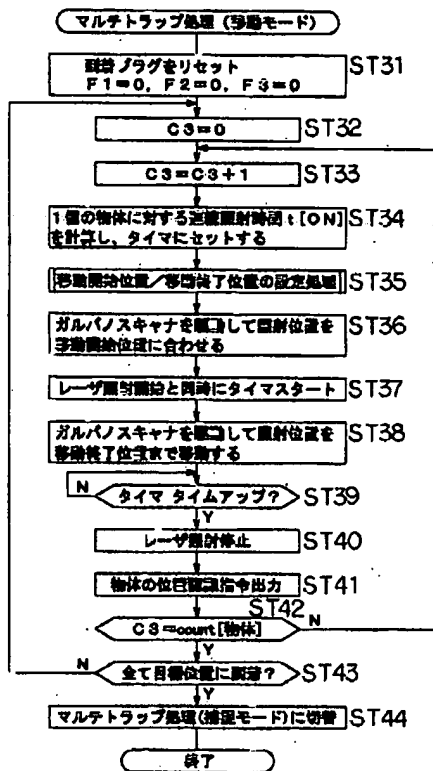 マルチトラップ処理(移動モード)
到着フラグをリセット ST31
F1=0, F2=0, F3=0
C3=0 ST32
C3=C3+1 ST33
1個の物体に対する連続照射時間t[ON] ST34
を計算し、タイマにセットする
移動開始位置/移動終了位置の設定処理 ST35
ガルバノスキャナを駆動して照射位置を ST36
移動開始位置に合わせる
レーザ照射開始と同時にタイマスタート ST37
ガルバノスキャナを駆動して照射位置を ST38
移動終了位置まで移動する
N タイマ タイムアップ? ST39
Y
レーザ照射停止 ST40
物体の位置確認指令出力 ST41
ST42
C3=count[物体] N
Y
N 全て目標位置に到着? ST43
Y
マルチトラップ処理(捕捉モード)に切替 ST44
終了